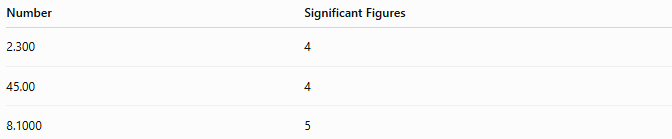 Number Significant Figures
2.300 4
45.00 4
8.1000 5